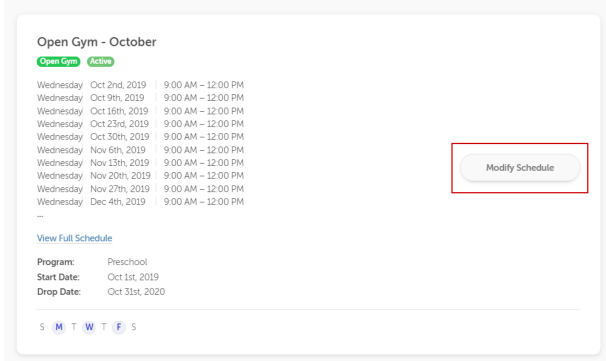 Open Gym - October
Open Gym Active
Wednesday Oct 2nd, 2019 9:00 AM – 12:00 PM
Wednesday Oct 9th, 2019 9:00 AM – 12:00 PM
Wednesday Oct 16th, 2019 9:00 AM – 12:00 PM
Wednesday Oct 23rd, 2019 9:00 AM – 12:00 PM
Wednesday Oct 30th, 2019 9:00 AM – 12:00 PM
Wednesday Nov 6th, 2019 9:00 AM – 12:00 PM
Wednesday Nov 13th, 2019 9:00 AM – 12:00 PM
Wednesday Nov 20th, 2019 9:00 AM – 12:00 PM
Wednesday Nov 27th, 2019 9:00 AM – 12:00 PM
Wednesday Dec 4th, 2019 9:00 AM – 12:00 PM
...
Modify Schedule
View Full Schedule
Program: Preschool
Start Date: Oct 1st, 2019
Drop Date: Oct 31st, 2020
S M T W T F S